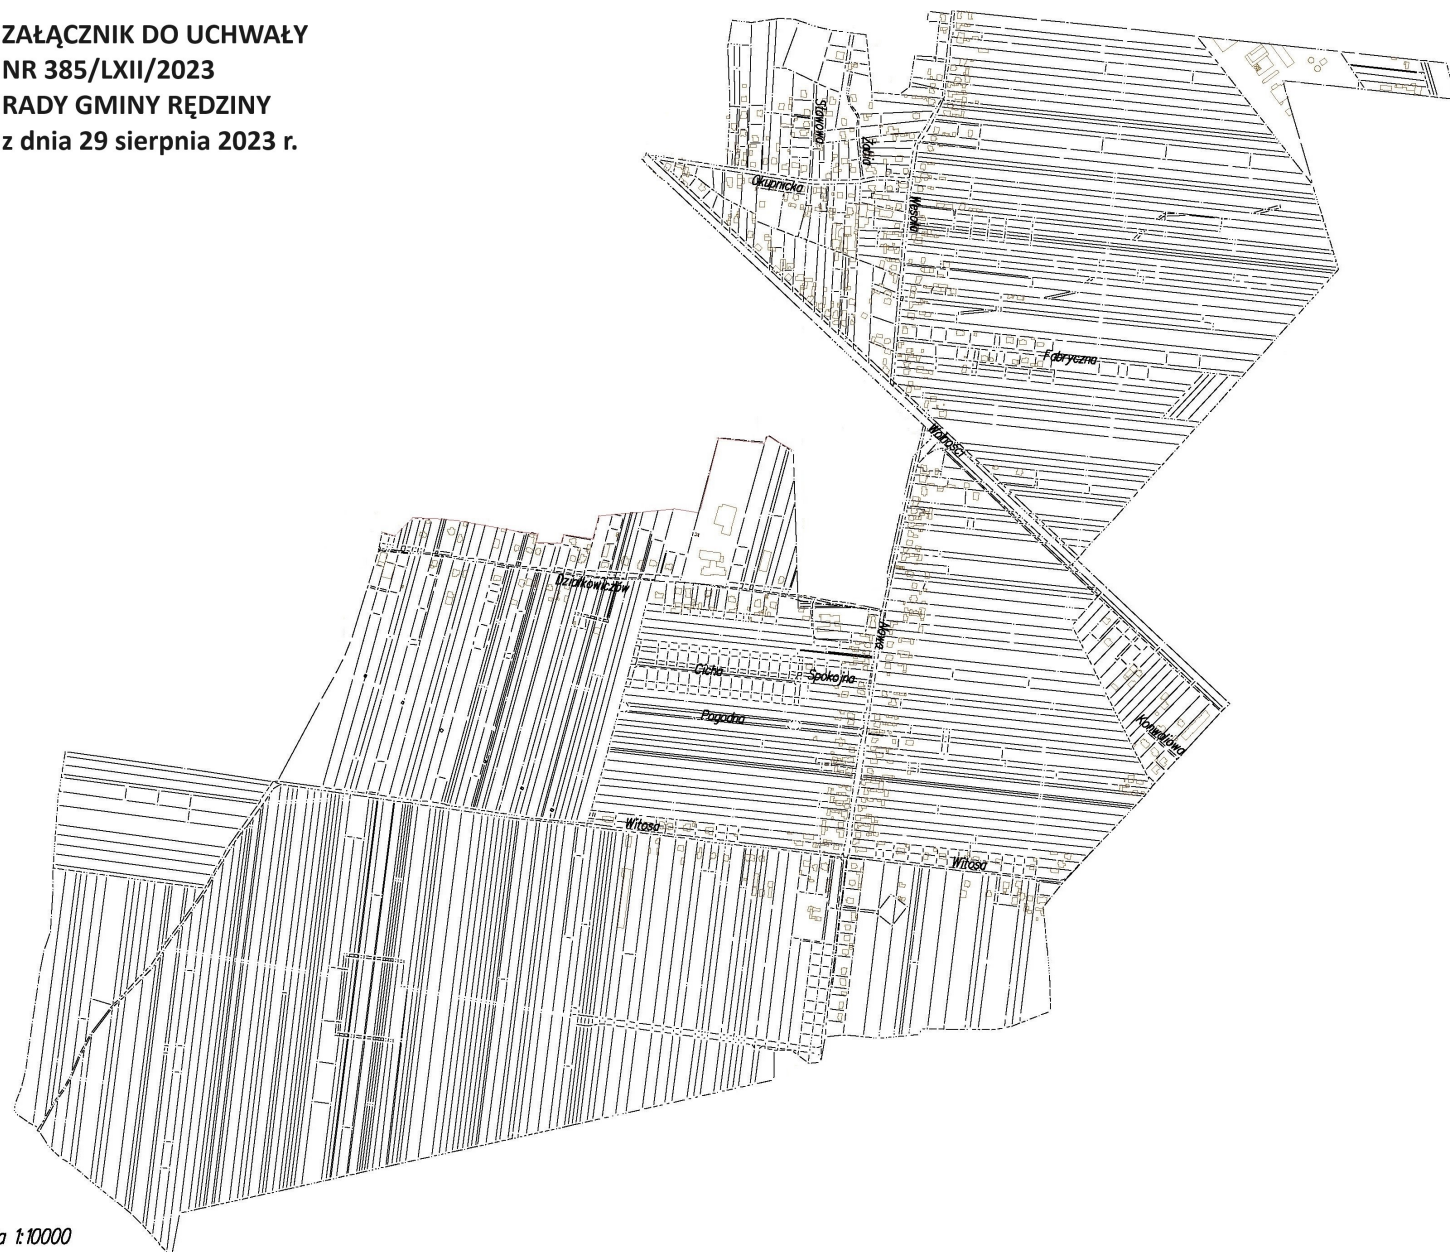 ZAŁĄCZNIK DO UCHWAŁY
NR 385/LXII/2023
RADY GMINY RĘDZINY
z dnia 29 sierpnia 2023 r.
Stawowa
Żabia
Okupnicka
Wesoła
Fabryczna
Wolności
Działkowiczów
Nowa
Cicha
Spokojna
Pogodna
Konwaliowa
Witosa
Witosa
a 1:10000